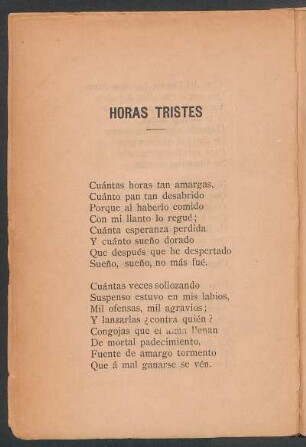 HORAS TRISTES
Cuántas horas tan amargas,
Cuánto pan tan desabrido
Porque al haberlo comido
Con mi llanto lo regué;
Cuánta esperanza perdida
Y cuánto sueño dorado
Que después que he despertado
Sueño, sueño, no más fué.
Cuántas veces sollozando
Suspenso estuvo en mis labios,
Mil ofensas, mil agravios;
Y lanzarlas ¿contra quién?
Congojas que el alma llenan
De mortal padecimiento,
Fuente de amargo tormento
Que á mal ganarse se vén.